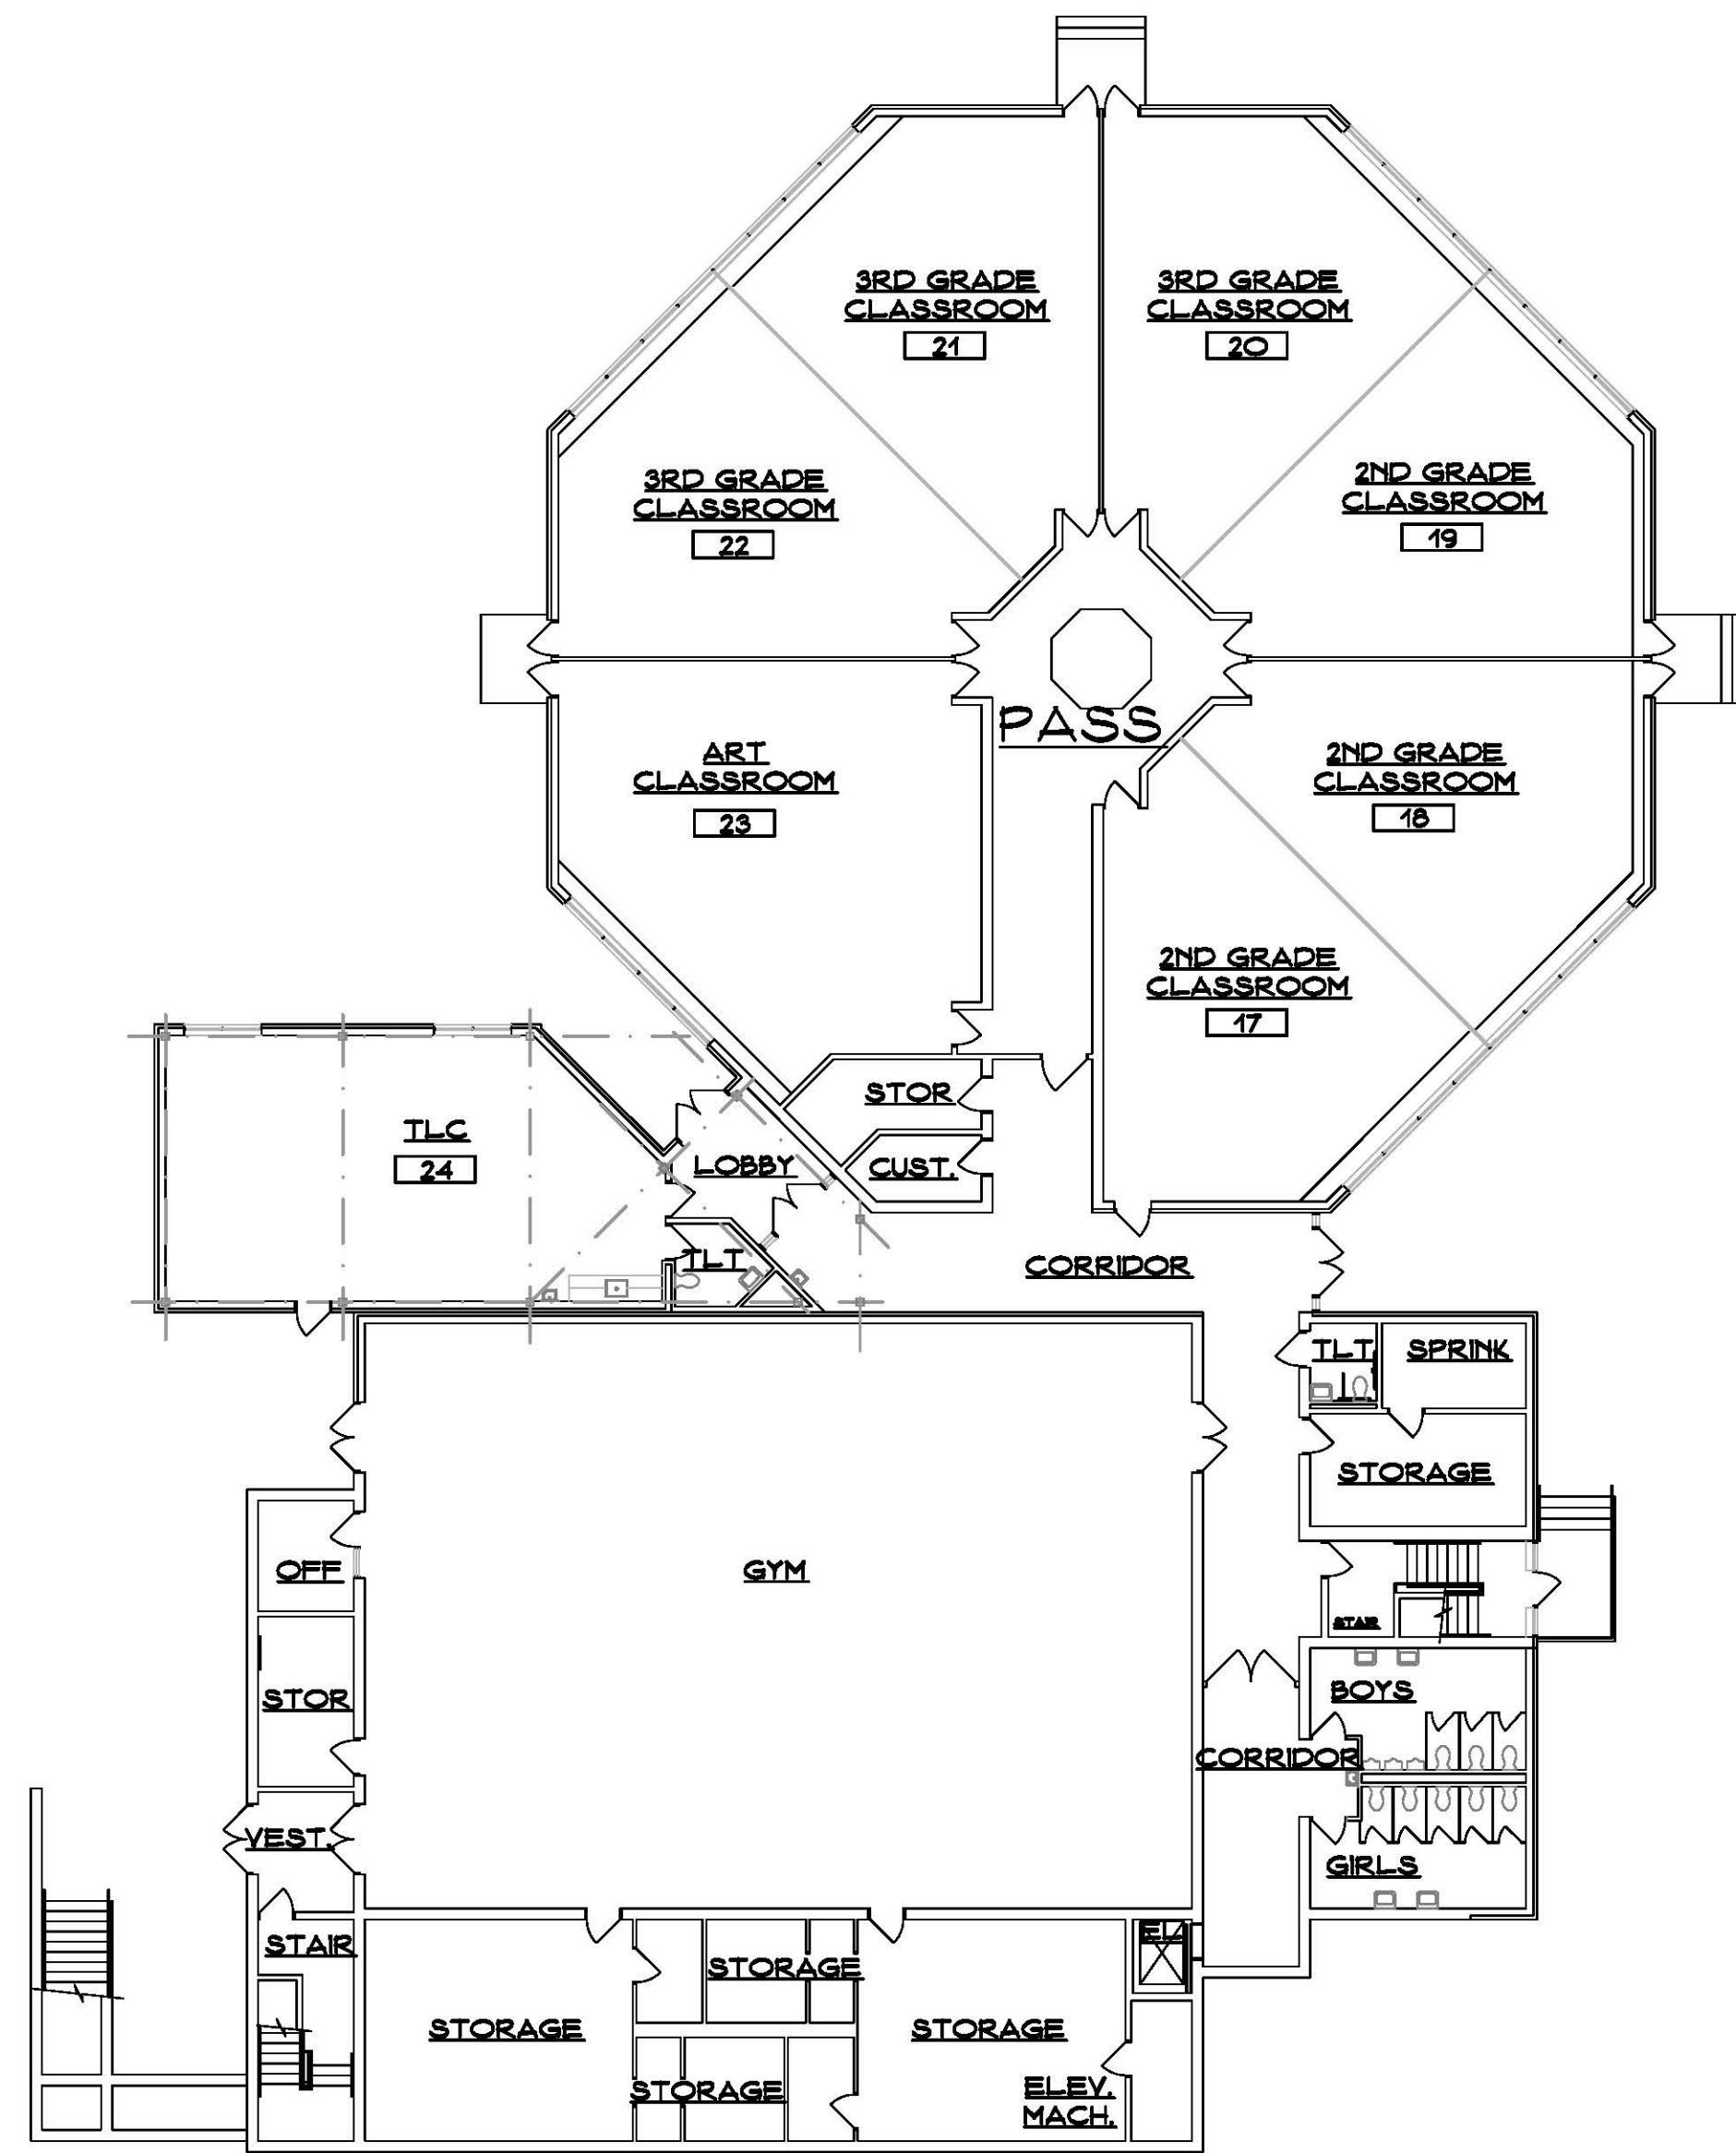 3RD GRADE
CLASSROOM
21
3RD GRADE
CLASSROOM
20
3RD GRADE
CLASSROOM
22
2ND GRADE
CLASSROOM
19
PASS
ART
CLASSROOM
23
2ND GRADE
CLASSROOM
18
2ND GRADE
CLASSROOM
17
STOR
TLC
24
LOBBY
CUST.
TLT
CORRIDOR
TLT
SPRINK
STORAGE
GYM
OFF
STAIR
STOR
BOYS
CORRIDOR
VEST.
GIRLS
STAIR
EL
STORAGE
STORAGE
STORAGE
STORAGE
ELEV.
MACH.